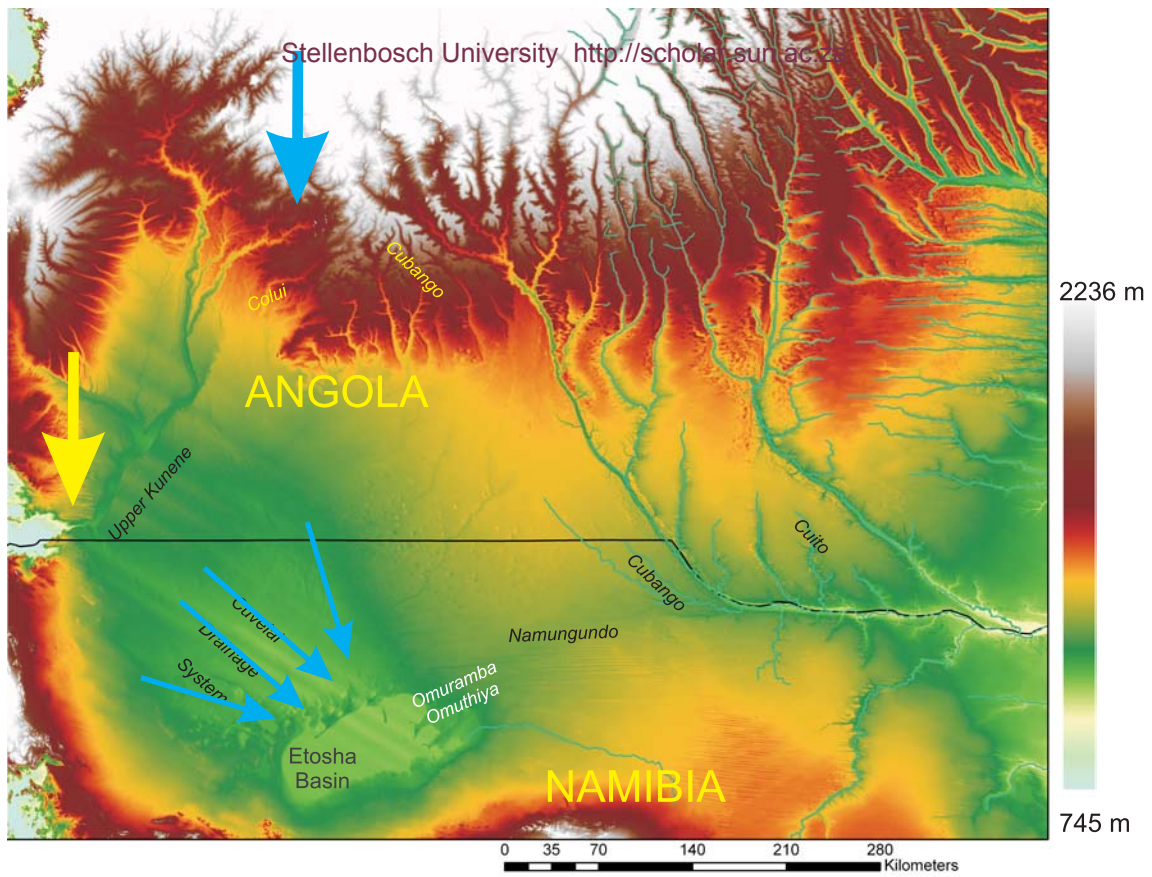 Stellenbosch University http://scholar.sun.ac.za
Cubango
2236 m
Colui
ANGOLA
Upper Kunene
Cuito
Cubango
Cuvelai
Drainage
System
Namungundo
Omuramba
Omuthiya
Etosha
Basin
NAMIBIA
745 m
0 35 70 140 210 280
Kilometers